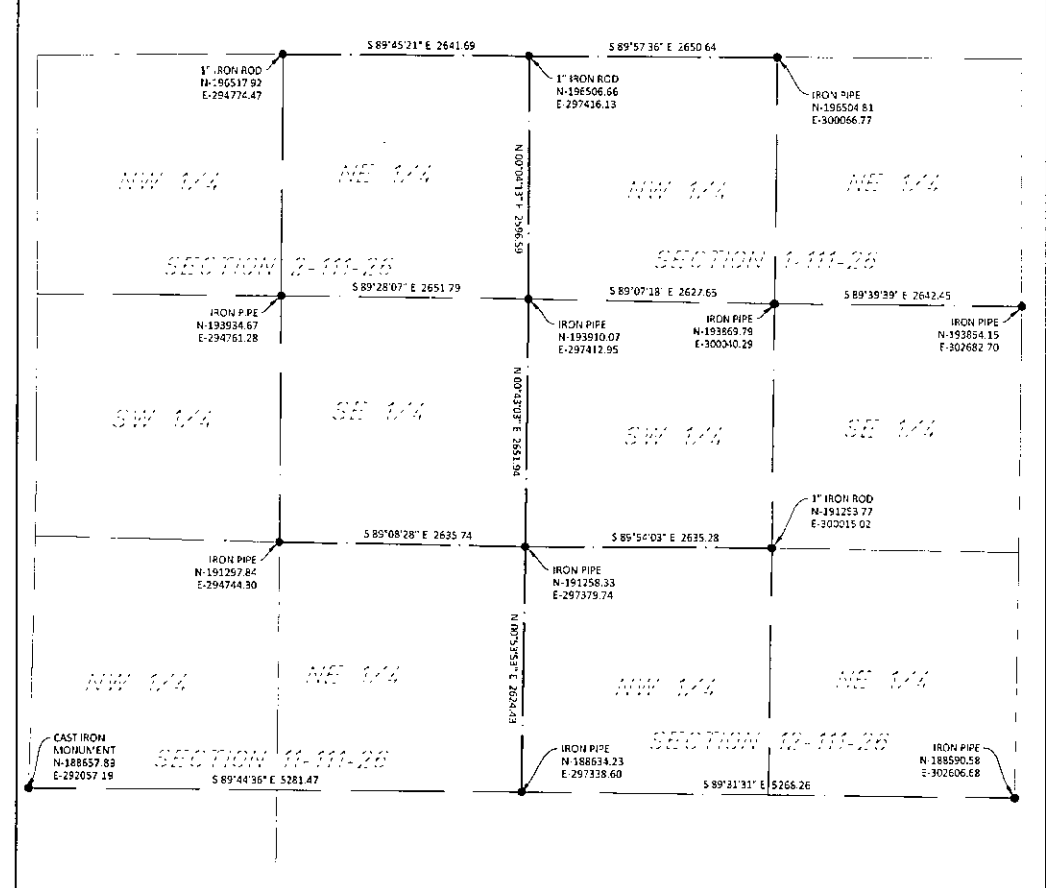 S 89°45'21" E 2641.69
S 89°57'36" E 2650.64
1" IRON ROD
N-196517.92
E-294774.47
1" IRON ROD
N-196506.66
E-297416.13
IRON PIPE
N-196504.81
E-300066.77
N 00°04'13" E 2596.59
NW 1/4
NE 1/4
NW 1/4
NE 1/4
SECTION 2-111-26
SECTION 1-111-26
S 89°28'07" E 2651.79
S 89°07'18" E 2627.65
S 89°39'39" E 2642.45
IRON PIPE
N-193934.67
E-294761.28
IRON PIPE
N-193910.07
E-297412.95
IRON PIPE
N-193869.79
E-300040.29
IRON PIPE
N-193854.15
E-302682.70
N 00°43'03" E 2651.94
SW 1/4
SE 1/4
SW 1/4
SE 1/4
1" IRON ROD
N-191253.77
E-300015.02
S 89°08'28" E 2635.74
S 89°54'03" E 2635.28
IRON PIPE
N-191297.84
E-294744.30
IRON PIPE
N-191258.33
E-297379.74
N 00°53'53" E 2624.43
NW 1/4
NE 1/4
NW 1/4
NE 1/4
CAST IRON
MONUMENT
N-188657.89
E-292057.19
SECTION 11-111-26
SECTION 12-111-26
S 89°44'36" E 5281.47
IRON PIPE
N-188634.23
E-297338.60
S 89°31'31" E 5268.26
IRON PIPE
N-188590.58
E-302606.68